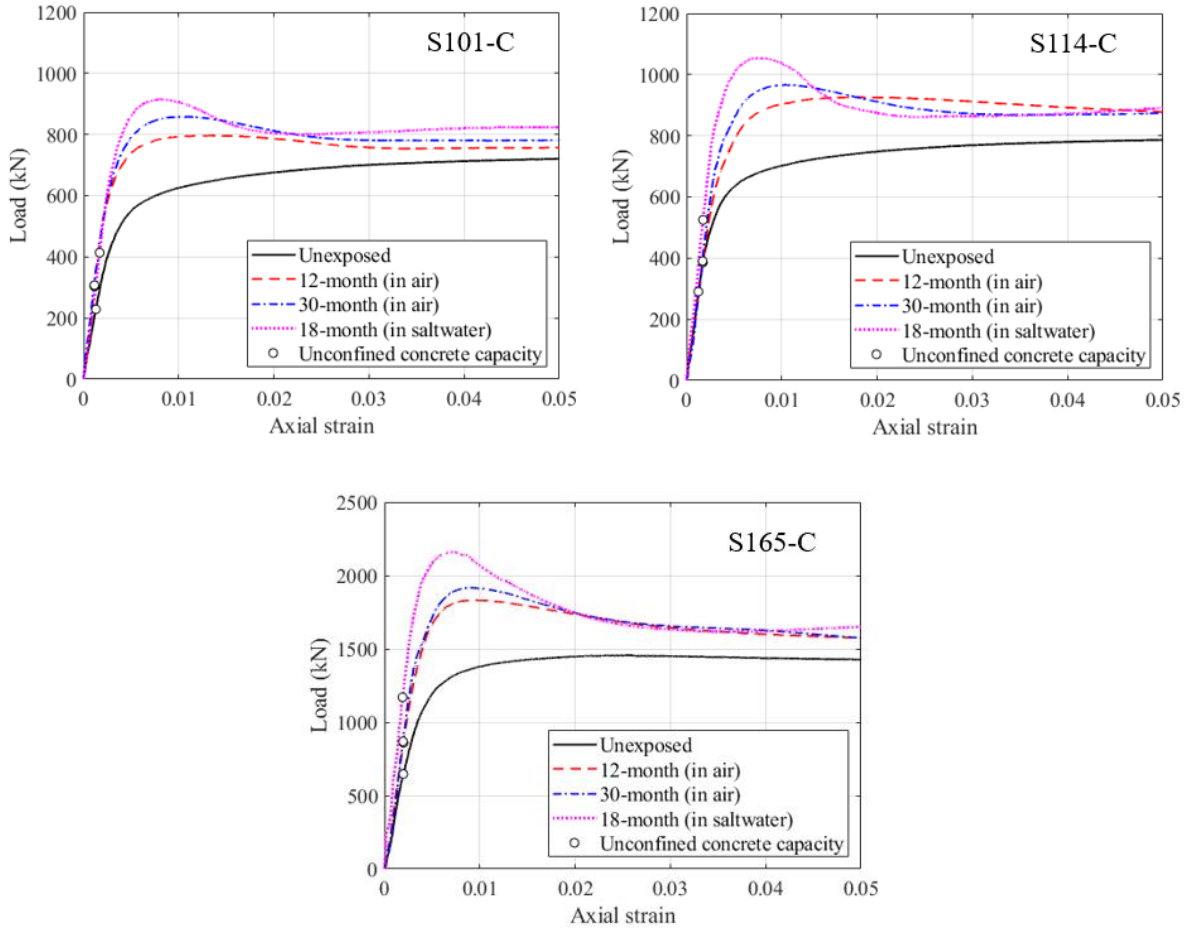 S101-C
1200
1000
800
600
400
200
0
Load (kN)
Unexposed
12-month (in air)
30-month (in air)
18-month (in saltwater)
Unconfined concrete capacity
0 0.01 0.02 0.03 0.04 0.05
Axial strain
S114-C
1200
1000
800
600
400
200
0
Load (kN)
Unexposed
12-month (in air)
30-month (in air)
18-month (in saltwater)
Unconfined concrete capacity
0 0.01 0.02 0.03 0.04 0.05
Axial strain
S165-C
2500
2000
1500
1000
500
0
Load (kN)
Unexposed
12-month (in air)
30-month (in air)
18-month (in saltwater)
Unconfined concrete capacity
0 0.01 0.02 0.03 0.04 0.05
Axial strain